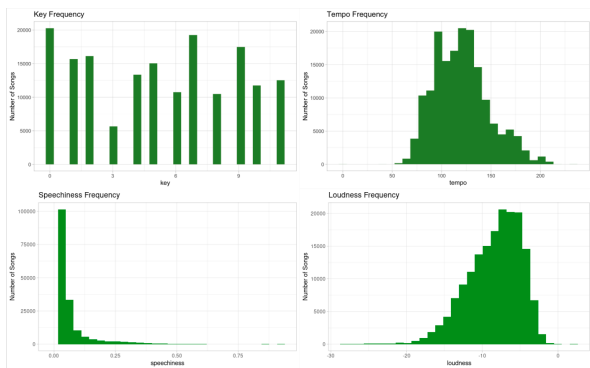 Key Frequency
Number of Songs
20000
15000
10000
5000
0
0 3 6 9
key
Tempo Frequency
Number of Songs
20000
15000
10000
5000
0
0 50 100 150 200
tempo
Speechiness Frequency
Number of Songs
100000
75000
50000
25000
0
0.00 0.25 0.50 0.75
speechiness
Loudness Frequency
Number of Songs
20000
15000
10000
5000
0
-30 -20 -10 0
loudness